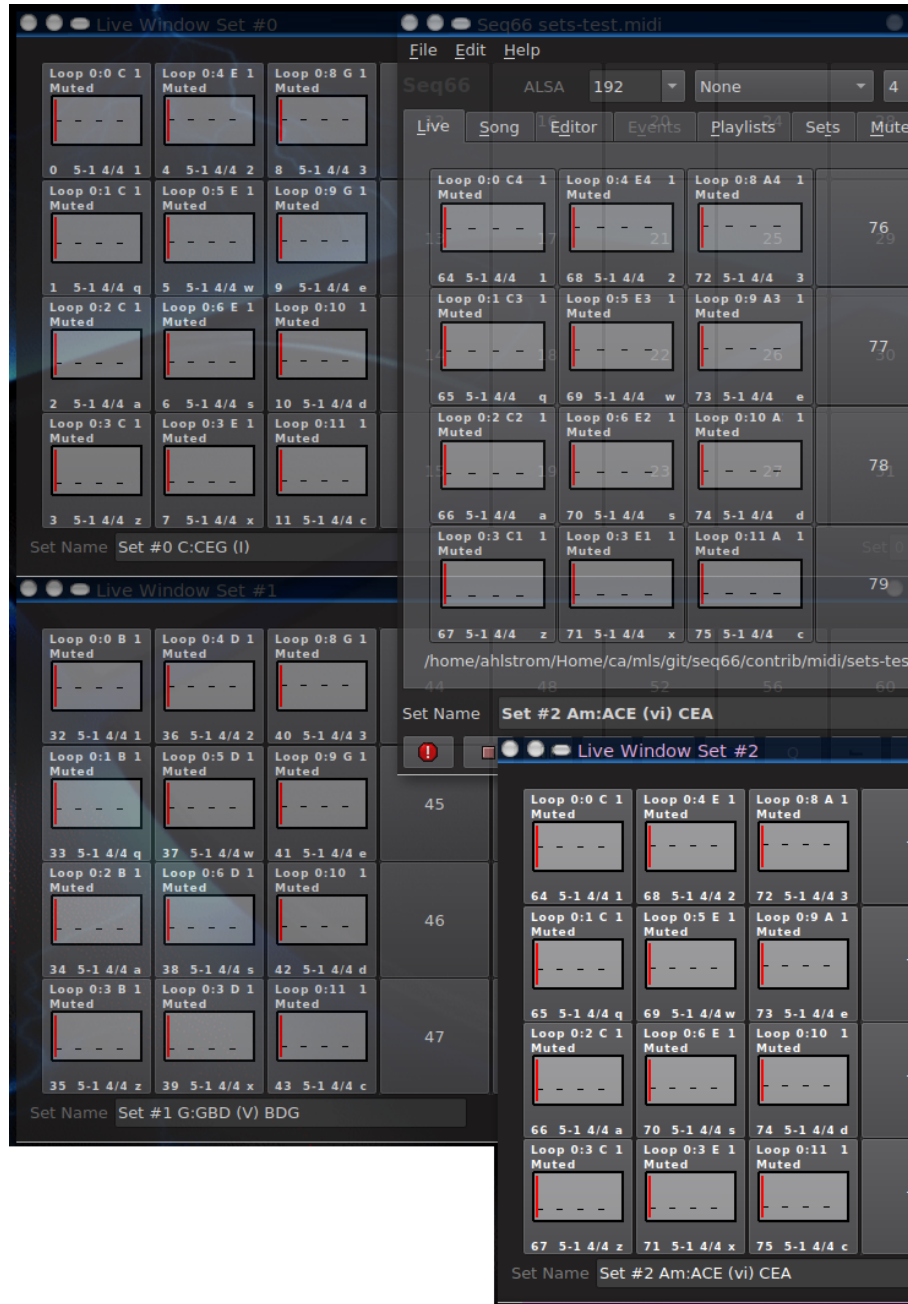 Live Window Set #0
Loop 0:0 C 1 Loop 0:4 E 1 Loop 0:8 G 1
Muted Muted Muted
0 5-1 4/4 1 4 5-1 4/4 2 8 5-1 4/4 3
Loop 0:1 C 1 Loop 0:5 E 1 Loop 0:9 G 1
Muted Muted Muted
1 5-1 4/4 q 5 5-1 4/4 w 9 5-1 4/4 e
Loop 0:2 C 1 Loop 0:6 E 1 Loop 0:10 1
Muted Muted Muted
2 5-1 4/4 a 6 5-1 4/4 s 10 5-1 4/4 d
Loop 0:3 C 1 Loop 0:3 E 1 Loop 0:11 1
Muted Muted Muted
3 5-1 4/4 z 7 5-1 4/4 x 11 5-1 4/4 c
Set Name Set #0 C:CEG (I)
Seq66 sets-test.midi
File Edit Help
Seq66 ALSA 192 None 4
Live Song Editor Events Playlists Sets Mute
Loop 0:0 C4 1 Loop 0:4 E4 1 Loop 0:8 A4 1
Muted Muted Muted
76
64 5-1 4/4 1 68 5-1 4/4 2 72 5-1 4/4 3
Loop 0:1 C3 1 Loop 0:5 E3 1 Loop 0:9 A3 1
Muted Muted Muted
77
65 5-1 4/4 q 69 5-1 4/4 w 73 5-1 4/4 e
Loop 0:2 C2 1 Loop 0:6 E2 1 Loop 0:10 A 1
Muted Muted Muted
78
66 5-1 4/4 a 70 5-1 4/4 s 74 5-1 4/4 d
Loop 0:3 C1 1 Loop 0:3 E1 1 Loop 0:11 A 1
Muted Muted Muted
79
67 5-1 4/4 z 71 5-1 4/4 x 75 5-1 4/4 c
/home/ahlstrom/Home/ca/mls/git/seq66/contrib/midi/sets-tes
Set Name Set #2 Am:ACE (vi) CEA
Live Window Set #1
Loop 0:0 B 1 Loop 0:4 D 1 Loop 0:8 G 1
Muted Muted Muted
44 48 52 56 60
32 5-1 4/4 1 36 5-1 4/4 2 40 5-1 4/4 3
Loop 0:1 B 1 Loop 0:5 D 1 Loop 0:9 G 1
Muted Muted Muted
45
33 5-1 4/4 q 37 5-1 4/4 w 41 5-1 4/4 e
Loop 0:2 B 1 Loop 0:6 D 1 Loop 0:10 1
Muted Muted Muted
46
34 5-1 4/4 a 38 5-1 4/4 s 42 5-1 4/4 d
Loop 0:3 B 1 Loop 0:3 D 1 Loop 0:11 1
Muted Muted Muted
47
35 5-1 4/4 z 39 5-1 4/4 x 43 5-1 4/4 c
Set Name Set #1 G:GBD (V) BDG
Live Window Set #2
Loop 0:0 C 1 Loop 0:4 E 1 Loop 0:8 A 1
Muted Muted Muted
64 5-1 4/4 1 68 5-1 4/4 2 72 5-1 4/4 3
Loop 0:1 C 1 Loop 0:5 E 1 Loop 0:9 A 1
Muted Muted Muted
65 5-1 4/4 q 69 5-1 4/4 w 73 5-1 4/4 e
Loop 0:2 C 1 Loop 0:6 E 1 Loop 0:10 1
Muted Muted Muted
66 5-1 4/4 a 70 5-1 4/4 s 74 5-1 4/4 d
Loop 0:3 C 1 Loop 0:3 E 1 Loop 0:11 1
Muted Muted Muted
67 5-1 4/4 z 71 5-1 4/4 x 75 5-1 4/4 c
Set Name Set #2 Am:ACE (vi) CEA